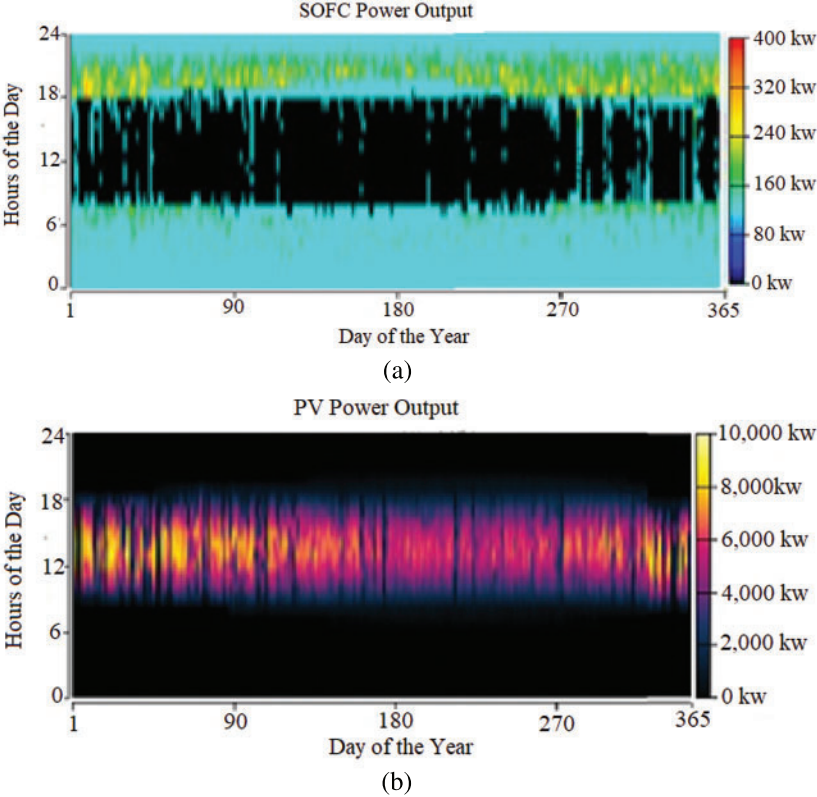 SOFC Power Output
24
18
12
6
0
Hours of the Day
1 90 180 270 365
Day of the Year
400 kw
320 kw
240 kw
160 kw
80 kw
0 kw
(a)
PV Power Output
24
18
12
6
0
Hours of the Day
1 90 180 270 365
Day of the Year
10,000 kw
8,000kw
6,000 kw
4,000 kw
2,000 kw
0 kw
(b)